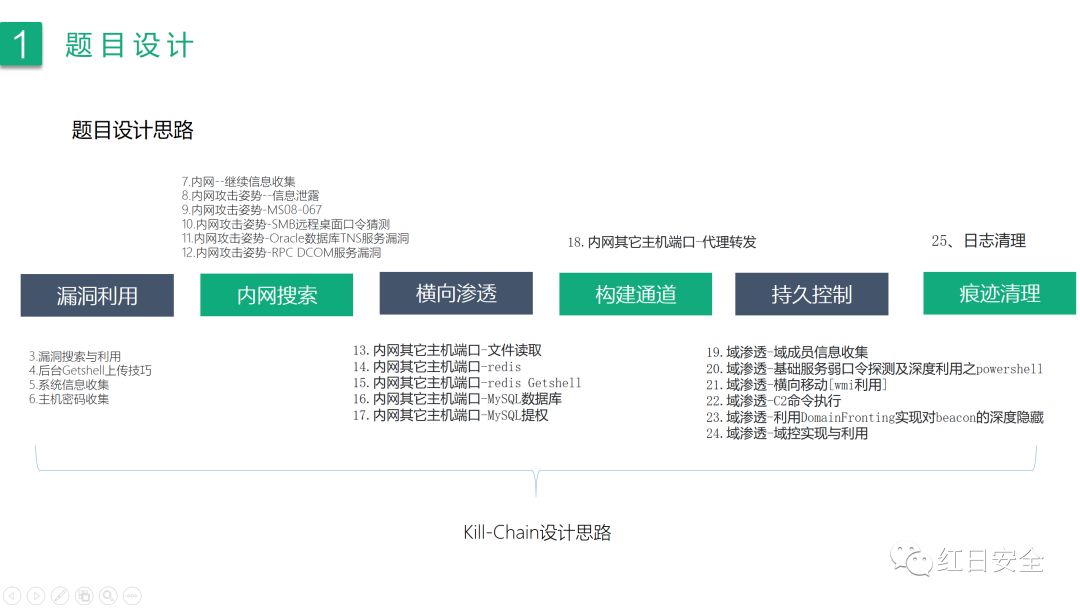 1 题目设计
题目设计思路
7.内网--继续信息收集
8.内网攻击姿势--信息泄露
9.内网攻击姿势-MS08-067
10.内网攻击姿势-SMB远程桌面口令猜测
11.内网攻击姿势-Oracle数据库TNS服务漏洞
12.内网攻击姿势-RPC DCOM服务漏洞
18. 内网其它主机端口-代理转发
25、日志清理
漏洞利用
内网搜索
横向渗透
构建通道
持久控制
痕迹清理
3.漏洞搜索与利用
4.后台Getshell上传技巧
5.系统信息收集
6.主机密码收集
13. 内网其它主机端口-文件读取
14. 内网其它主机端口-redis
15. 内网其它主机端口-redis Getshell
16. 内网其它主机端口-MySQL数据库
17. 内网其它主机端口-MySQL提权
19. 域渗透-域成员信息收集
20. 域渗透-基础服务弱口令探测及深度利用之powershell
21. 域渗透-横向移动[wmi利用]
22. 域渗透-C2命令执行
23. 域渗透-利用DomainFronting实现对beacon的深度隐藏
24. 域渗透-域控实现与利用
Kill-Chain设计思路
红日安全